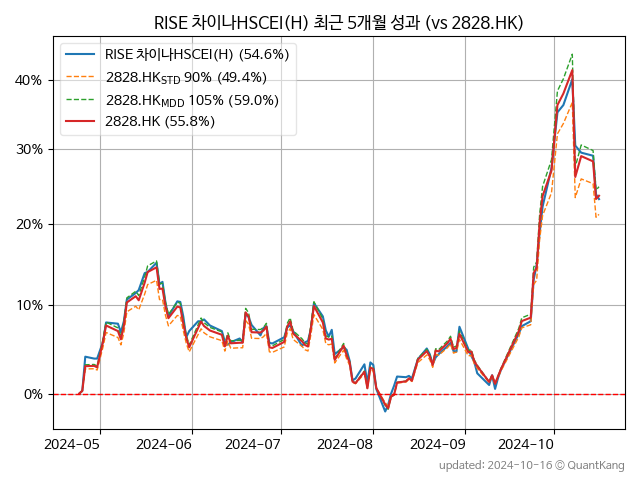 RISE 차이나HSCEI(H) 최근 5개월 성과 (vs 2828.HK)
RISE 차이나HSCEI(H) (54.6%)
2828.HK_STD 90% (49.4%)
2828.HK_MDD 105% (59.0%)
2828.HK (55.8%)
40%
30%
20%
10%
0%
2024-05 2024-06 2024-07 2024-08 2024-09 2024-10
updated: 2024-10-16 © QuantKang